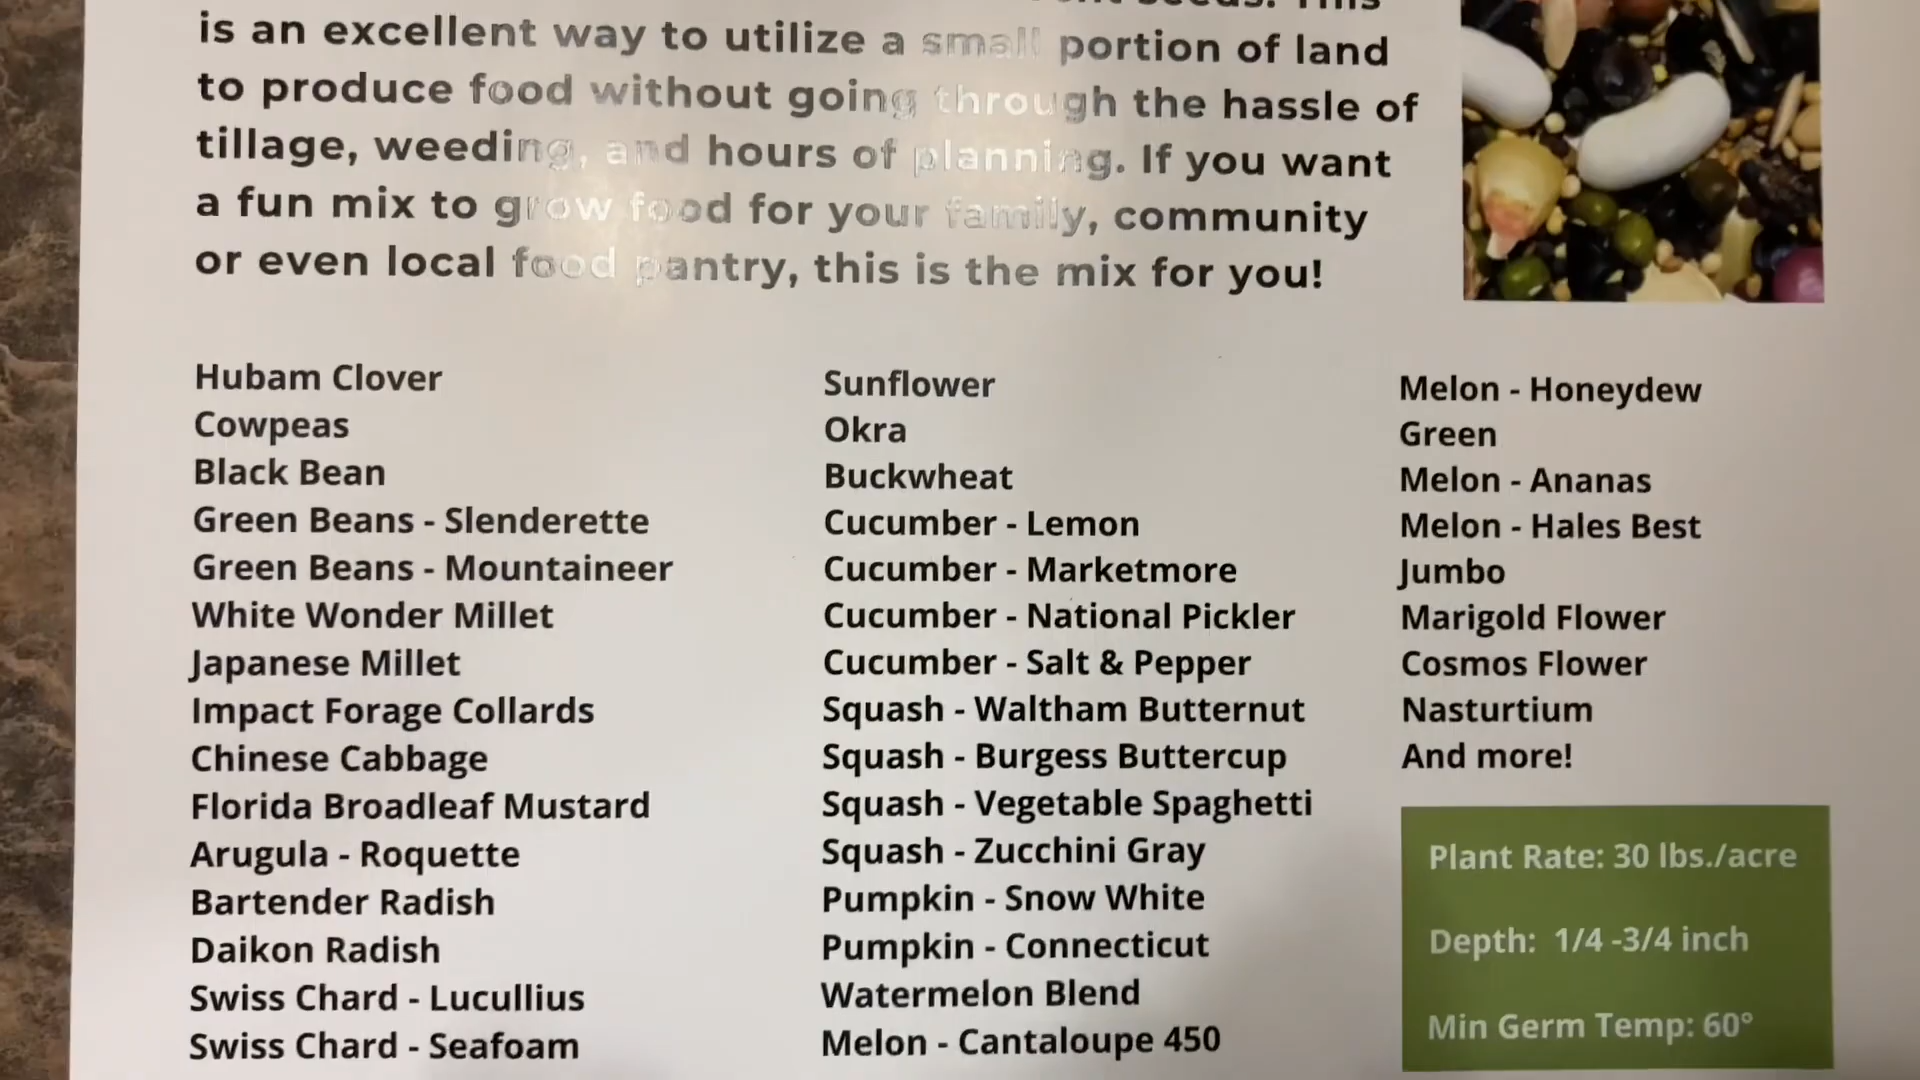 seeds. This
is an excellent way to utilize a small portion of land
to produce food without going through the hassle of
tillage, weeding, and hours of planning. If you want
a fun mix to grow food for your family, community
or even local food pantry, this is the mix for you!
Hubam Clover
Cowpeas
Black Bean
Green Beans - Slenderette
Green Beans - Mountaineer
White Wonder Millet
Japanese Millet
Impact Forage Collards
Chinese Cabbage
Florida Broadleaf Mustard
Arugula - Roquette
Bartender Radish
Daikon Radish
Swiss Chard - Lucullius
Swiss Chard - Seafoam
Sunflower
Okra
Buckwheat
Cucumber - Lemon
Cucumber - Marketmore
Cucumber - National Pickler
Cucumber - Salt & Pepper
Squash - Waltham Butternut
Squash - Burgess Buttercup
Squash - Vegetable Spaghetti
Squash - Zucchini Gray
Pumpkin - Snow White
Pumpkin - Connecticut
Watermelon Blend
Melon - Cantaloupe 450
Melon - Honeydew
Green
Melon - Ananas
Melon - Hales Best
Jumbo
Marigold Flower
Cosmos Flower
Nasturtium
And more!
Plant Rate: 30 lbs./acre
Depth: 1/4 -3/4 inch
Min Germ Temp: 60°